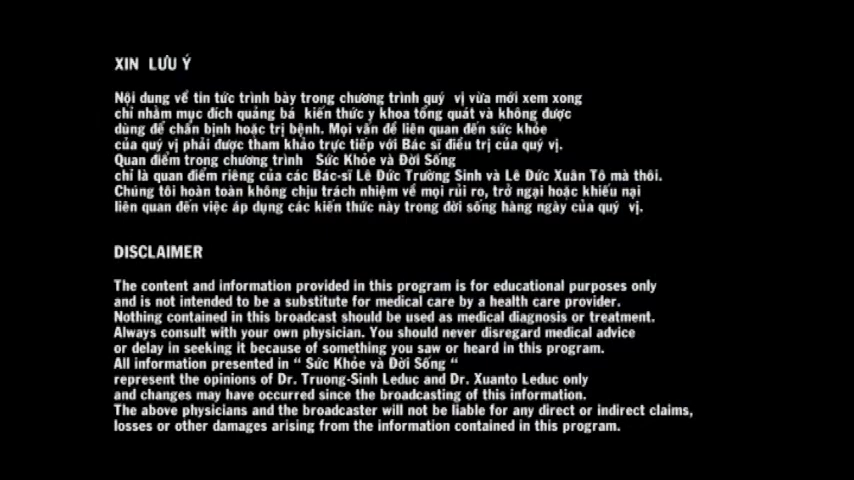 XIN LƯU Ý
Nội dung về tin tức trình bày trong chương trình quý vị vừa mới xem xong
chỉ nhằm mục đích quảng bá kiến thức y khoa tổng quát và không được
dùng để chẩn bịnh hoặc trị bệnh. Mọi vấn đề liên quan đến sức khỏe
của quý vị phải được tham khảo trực tiếp với Bác sĩ điều trị của quý vị.
Quan điểm trong chương trình Sức Khỏe và Đời Sống
chỉ là quan điểm riêng của các Bác-sĩ Lê Đức Trường Sinh và Lê Đức Xuân Tô mà thôi.
Chúng tôi hoàn toàn không chịu trách nhiệm về mọi rủi ro, trở ngại hoặc khiếu nại
liên quan đến việc áp dụng các kiến thức này trong đời sống hàng ngày của quý vị.
DISCLAIMER
The content and information provided in this program is for educational purposes only
and is not intended to be a substitute for medical care by a health care provider.
Nothing contained in this broadcast should be used as medical diagnosis or treatment.
Always consult with your own physician. You should never disregard medical advice
or delay in seeking it because of something you saw or heard in this program.
All information presented in “ Sức Khỏe và Đời Sống “
represent the opinions of Dr. Truong-Sinh Leduc and Dr. Xuanto Leduc only
and changes may have occurred since the broadcasting of this information.
The above physicians and the broadcaster will not be liable for any direct or indirect claims,
losses or other damages arising from the information contained in this program.